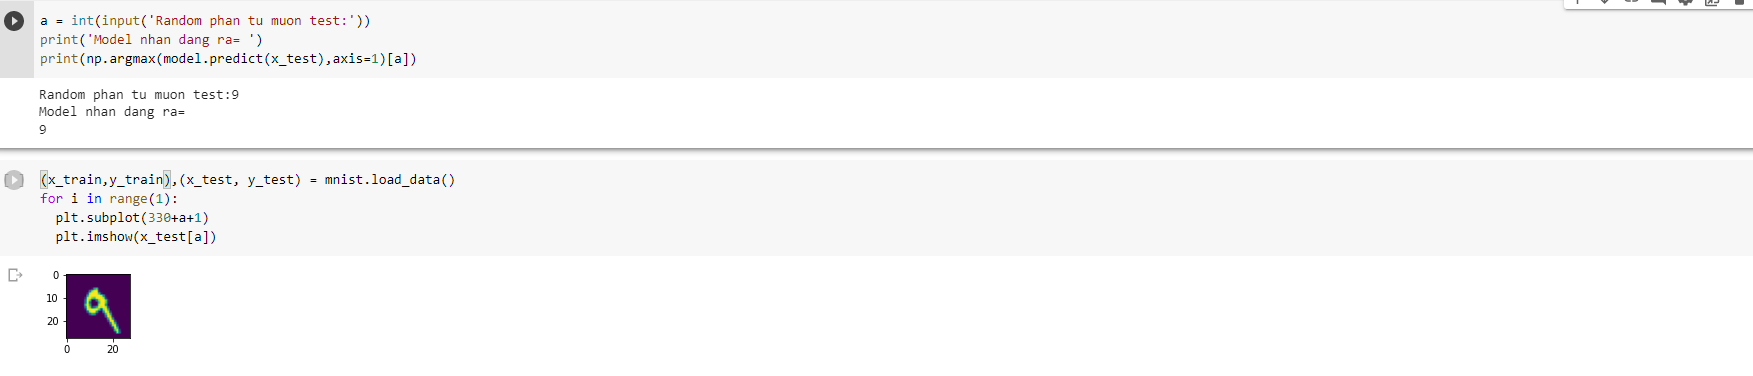 a = int(input('Random phan tu muon test:'))
print('Model nhan dang ra= ')
print(np.argmax(model.predict(x_test),axis=1)[a])
Random phan tu muon test:9
Model nhan dang ra=
9
(x_train,y_train),(x_test, y_test) = mnist.load_data()
for i in range(1):
  plt.subplot(330+a+1)
  plt.imshow(x_test[a])
0
10
20
0 20